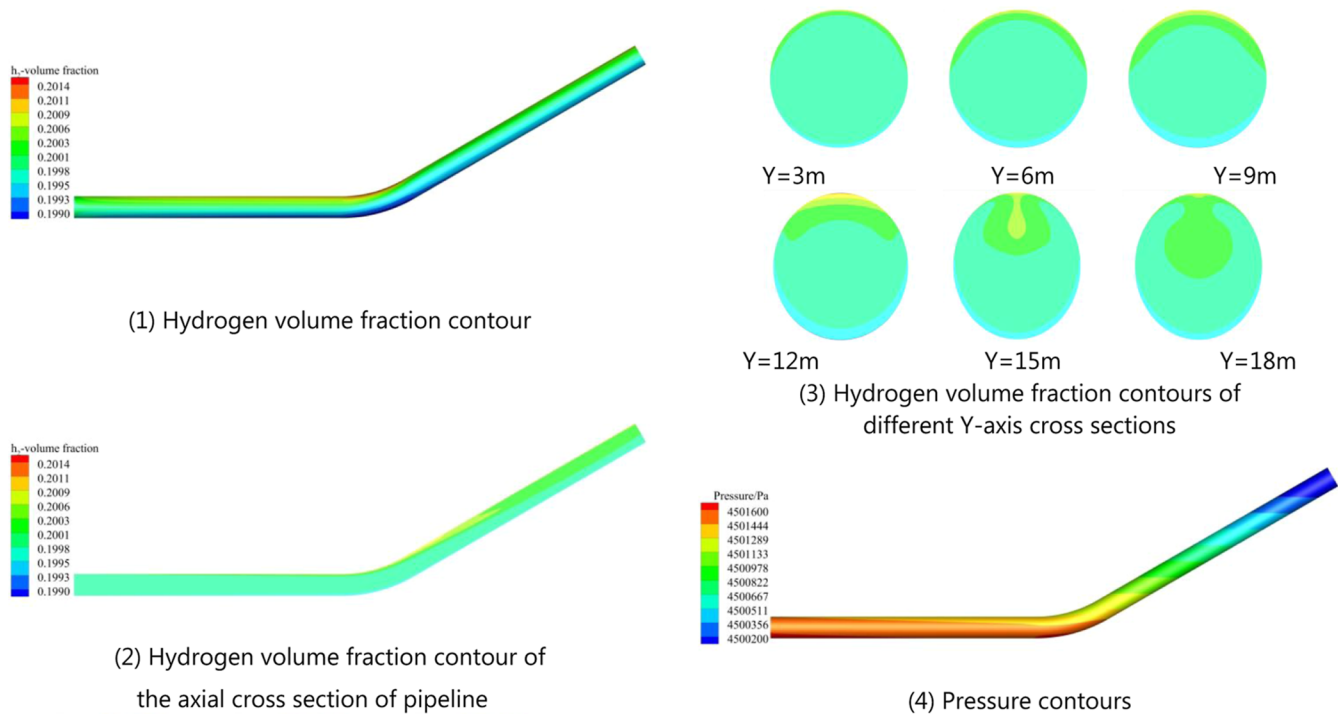 h₂-volume fraction
0.2014
0.2011
0.2009
0.2006
0.2003
0.2001
0.1998
0.1995
0.1993
0.1990
(1) Hydrogen volume fraction contour
h₂-volume fraction
0.2014
0.2011
0.2009
0.2006
0.2003
0.2001
0.1998
0.1995
0.1993
0.1990
(2) Hydrogen volume fraction contour of
the axial cross section of pipeline
Y=3m Y=6m Y=9m
Y=12m Y=15m Y=18m
(3) Hydrogen volume fraction contours of
different Y-axis cross sections
Pressure/Pa
4501600
4501444
4501289
4501133
4500978
4500822
4500667
4500511
4500356
4500200
(4) Pressure contours